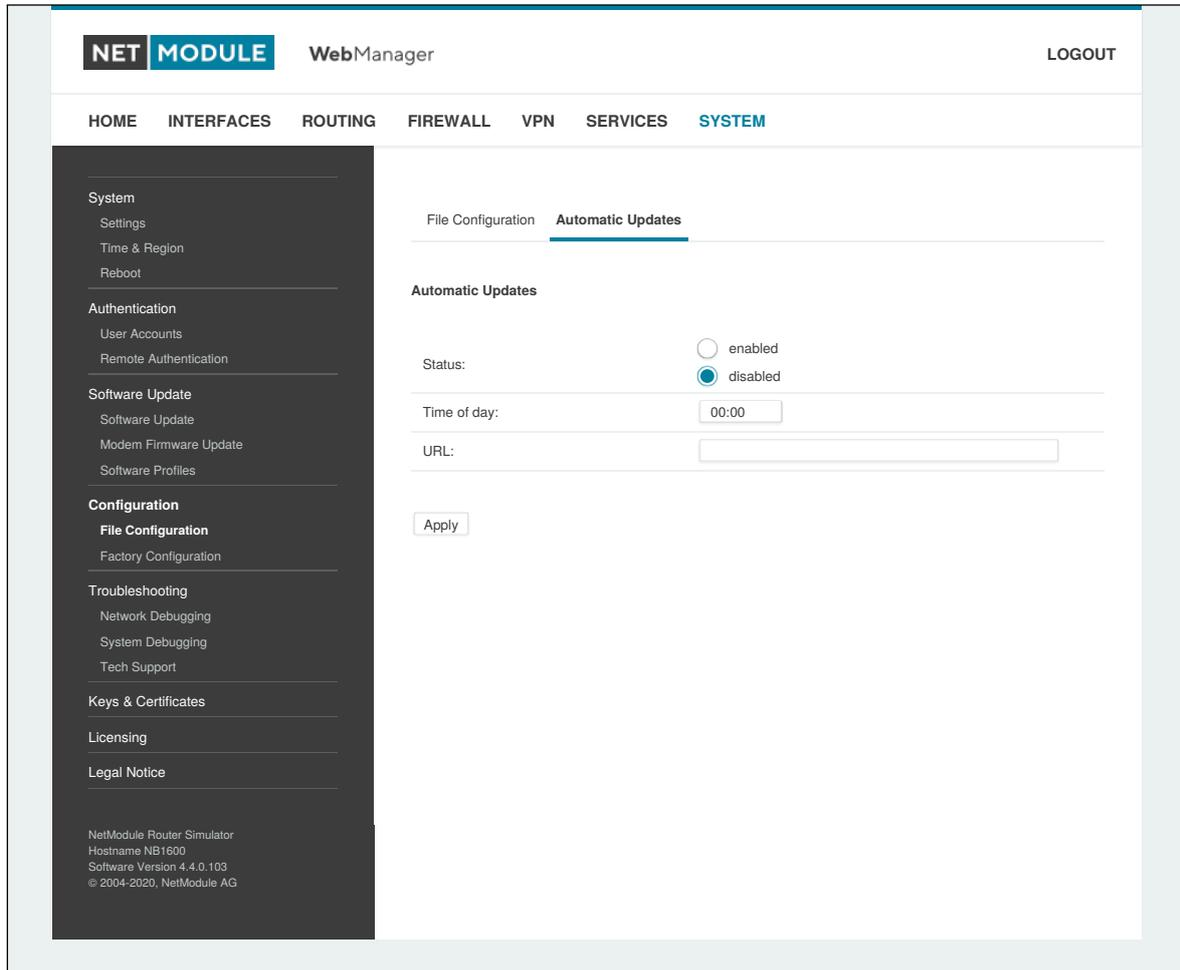 NET MODULE WebManager LOGOUT
HOME INTERFACES ROUTING FIREWALL VPN SERVICES SYSTEM
System
Settings
Time & Region
Reboot
Authentication
User Accounts
Remote Authentication
Software Update
Software Update
Modem Firmware Update
Software Profiles
Configuration
File Configuration
Factory Configuration
Troubleshooting
Network Debugging
System Debugging
Tech Support
Keys & Certificates
Licensing
Legal Notice
NetModule Router Simulator
Hostname NB1600
Software Version 4.4.0.103
© 2004-2020, NetModule AG
File Configuration Automatic Updates
Automatic Updates
Status:
enabled
disabled
Time of day: 00:00
URL:
Apply